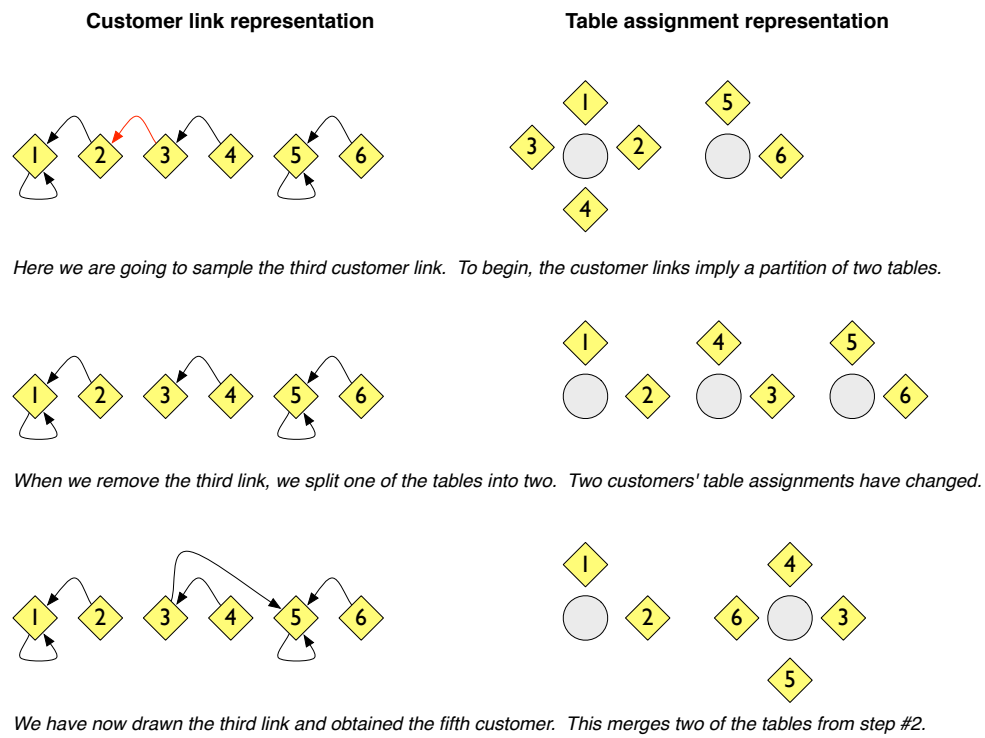 Customer link representation
Table assignment representation
1 2 3 4 5 6
1
3 2
4
5
6
Here we are going to sample the third customer link. To begin, the customer links imply a partition of two tables.
1 2 3 4 5 6
1
2
4
3
5
6
When we remove the third link, we split one of the tables into two. Two customers' table assignments have changed.
1 2 3 4 5 6
1
2
4
6 3
5
We have now drawn the third link and obtained the fifth customer. This merges two of the tables from step #2.